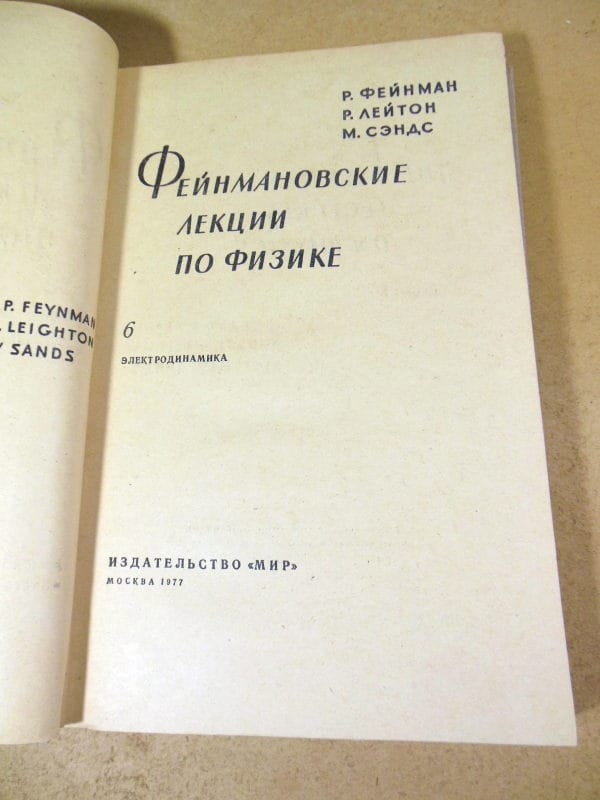 P. FEYNMAN
LEIGHTON
SANDS
Р. ФЕЙНМАН
Р. ЛЕЙТОН
М. СЭНДС
ФЕЙНМАНОВСКИЕ
ЛЕКЦИИ
ПО ФИЗИКЕ
6
ЭЛЕКТРОДИНАМИКА
ИЗДАТЕЛЬСТВО «МИР»
МОСКВА 1977